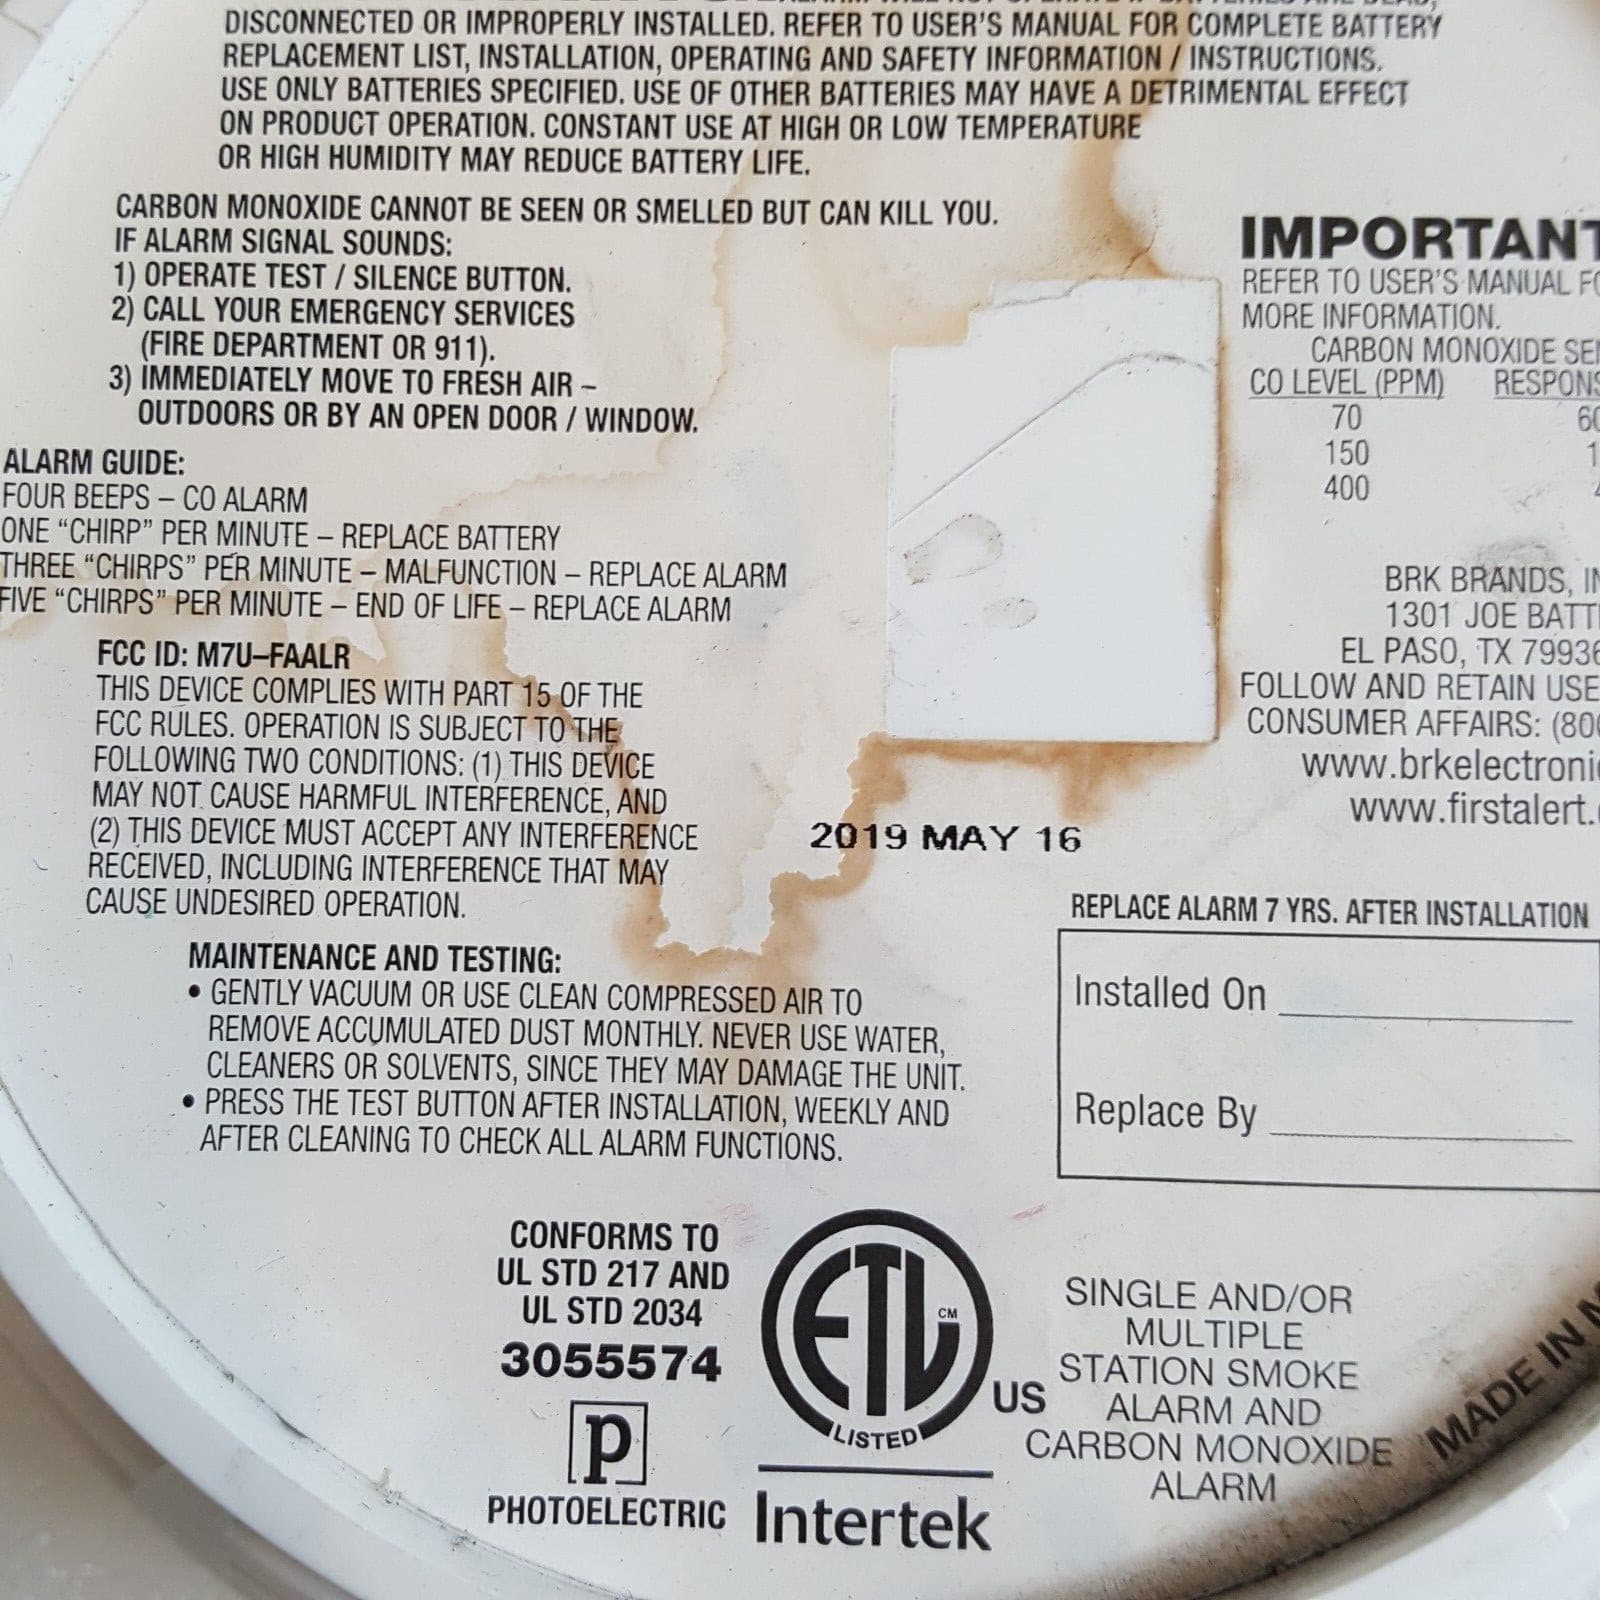 DISCONNECTED OR IMPROPERLY INSTALLED. REFER TO USER'S MANUAL FOR COMPLETE BATTERY
REPLACEMENT LIST, INSTALLATION, OPERATING AND SAFETY INFORMATION / INSTRUCTIONS.
USE ONLY BATTERIES SPECIFIED. USE OF OTHER BATTERIES MAY HAVE A DETRIMENTAL EFFECT
ON PRODUCT OPERATION. CONSTANT USE AT HIGH OR LOW TEMPERATURE
OR HIGH HUMIDITY MAY REDUCE BATTERY LIFE.
CARBON MONOXIDE CANNOT BE SEEN OR SMELLED BUT CAN KILL YOU.
IF ALARM SIGNAL SOUNDS:
1) OPERATE TEST / SILENCE BUTTON.
2) CALL YOUR EMERGENCY SERVICES
(FIRE DEPARTMENT OR 911).
3) IMMEDIATELY MOVE TO FRESH AIR –
OUTDOORS OR BY AN OPEN DOOR / WINDOW.
ALARM GUIDE:
FOUR BEEPS – CO ALARM
ONE “CHIRP” PER MINUTE – REPLACE BATTERY
THREE “CHIRPS” PER MINUTE – MALFUNCTION – REPLACE ALARM
FIVE “CHIRPS” PER MINUTE – END OF LIFE – REPLACE ALARM
FCC ID: M7U–FAALR
THIS DEVICE COMPLIES WITH PART 15 OF THE
FCC RULES. OPERATION IS SUBJECT TO THE
FOLLOWING TWO CONDITIONS: (1) THIS DEVICE
MAY NOT CAUSE HARMFUL INTERFERENCE, AND
(2) THIS DEVICE MUST ACCEPT ANY INTERFERENCE
RECEIVED, INCLUDING INTERFERENCE THAT MAY
CAUSE UNDESIRED OPERATION.
MAINTENANCE AND TESTING:
• GENTLY VACUUM OR USE CLEAN COMPRESSED AIR TO
REMOVE ACCUMULATED DUST MONTHLY. NEVER USE WATER,
CLEANERS OR SOLVENTS, SINCE THEY MAY DAMAGE THE UNIT.
• PRESS THE TEST BUTTON AFTER INSTALLATION, WEEKLY AND
AFTER CLEANING TO CHECK ALL ALARM FUNCTIONS.
IMPORTANT
REFER TO USER'S MANUAL
MORE INFORMATION.
CARBON MONOXIDE
CO LEVEL (PPM) RESPONS
70
150
400
BRK BRANDS,
1301 JOE
EL PASO, TX 79936
FOLLOW AND RETAIN
CONSUMER AFFAIRS:
www.brkelectroni
www.firstalert.
2019 MAY 16
REPLACE ALARM 7 YRS. AFTER INSTALLATION
Installed On
Replace By
CONFORMS TO
UL STD 217 AND
UL STD 2034
3055574
P
PHOTOELECTRIC
ETL CM
LISTED
US
Intertek
SINGLE AND/OR
MULTIPLE
STATION SMOKE
ALARM AND
CARBON MONOXIDE
ALARM
MADE IN